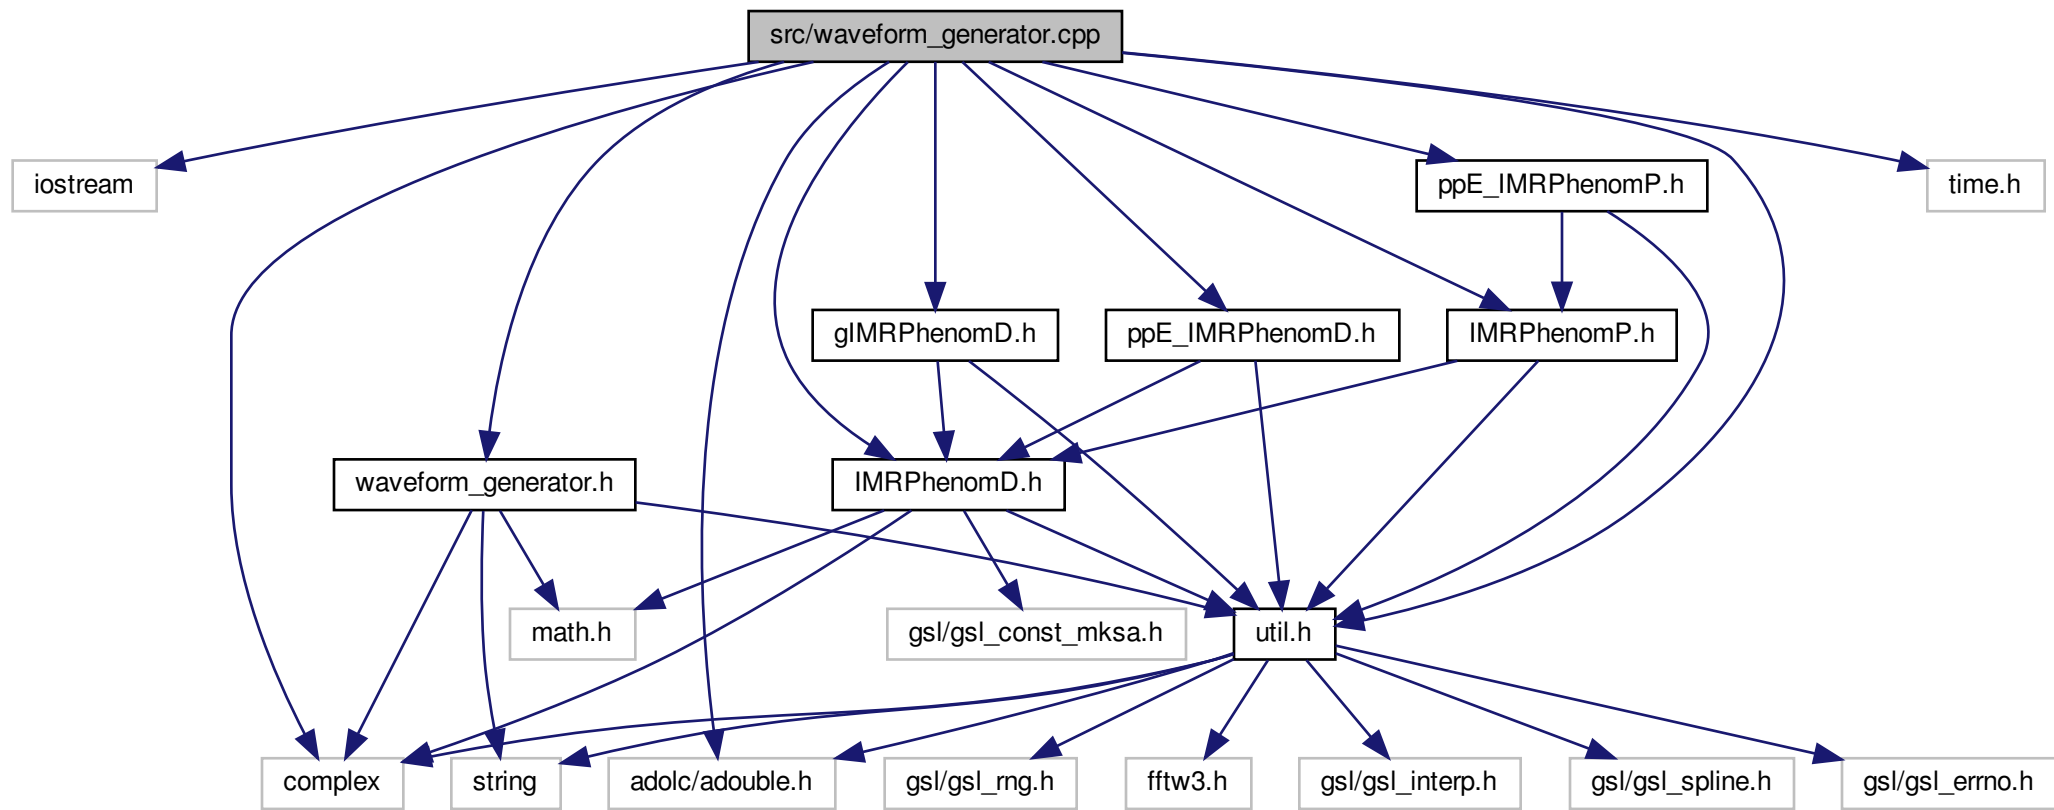 src/waveform_generator.cpp
iostream
ppE_IMRPhenomP.h
time.h
gIMRPhenomD.h
ppE_IMRPhenomD.h
IMRPhenomP.h
waveform_generator.h
IMRPhenomD.h
math.h
gsl/gsl_const_mksa.h
util.h
complex
string
adolc/adouble.h
gsl/gsl_rng.h
fftw3.h
gsl/gsl_interp.h
gsl/gsl_spline.h
gsl/gsl_errno.h